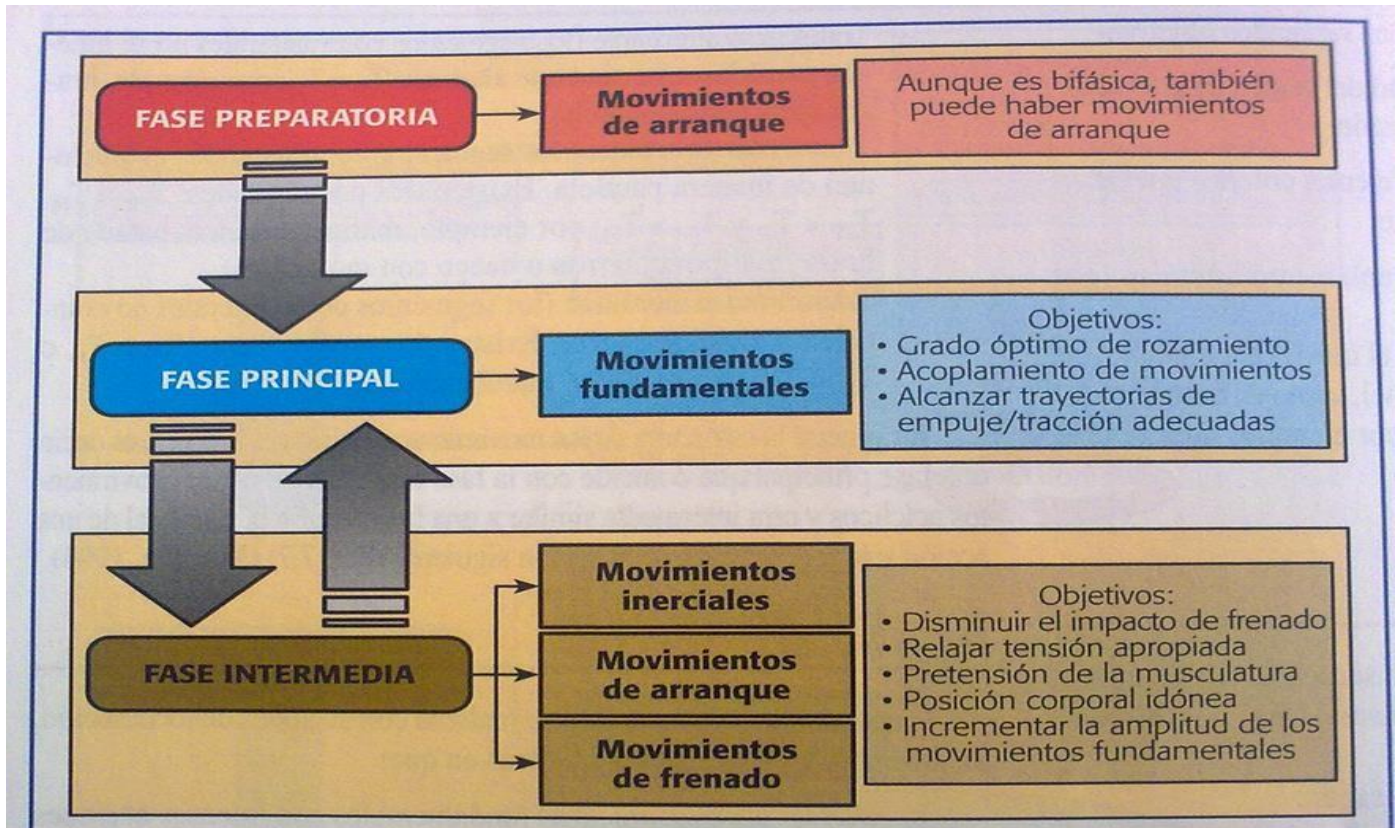 FASE PREPARATORIA
Movimientos
de arranque
Aunque es bifásica, también
puede haber movimientos
de arranque
FASE PRINCIPAL
Movimientos
fundamentales
Objetivos:
• Grado óptimo de rozamiento
• Acoplamiento de movimientos
• Alcanzar trayectorias de
empuje/tracción adecuadas
FASE INTERMEDIA
Movimientos
inerciales
Movimientos
de arranque
Movimientos
de frenado
Objetivos:
• Disminuir el impacto de frenado
• Relajar tensión apropiada
• Pretensión de la musculatura
• Posición corporal idónea
• Incrementar la amplitud de los
movimientos fundamentales